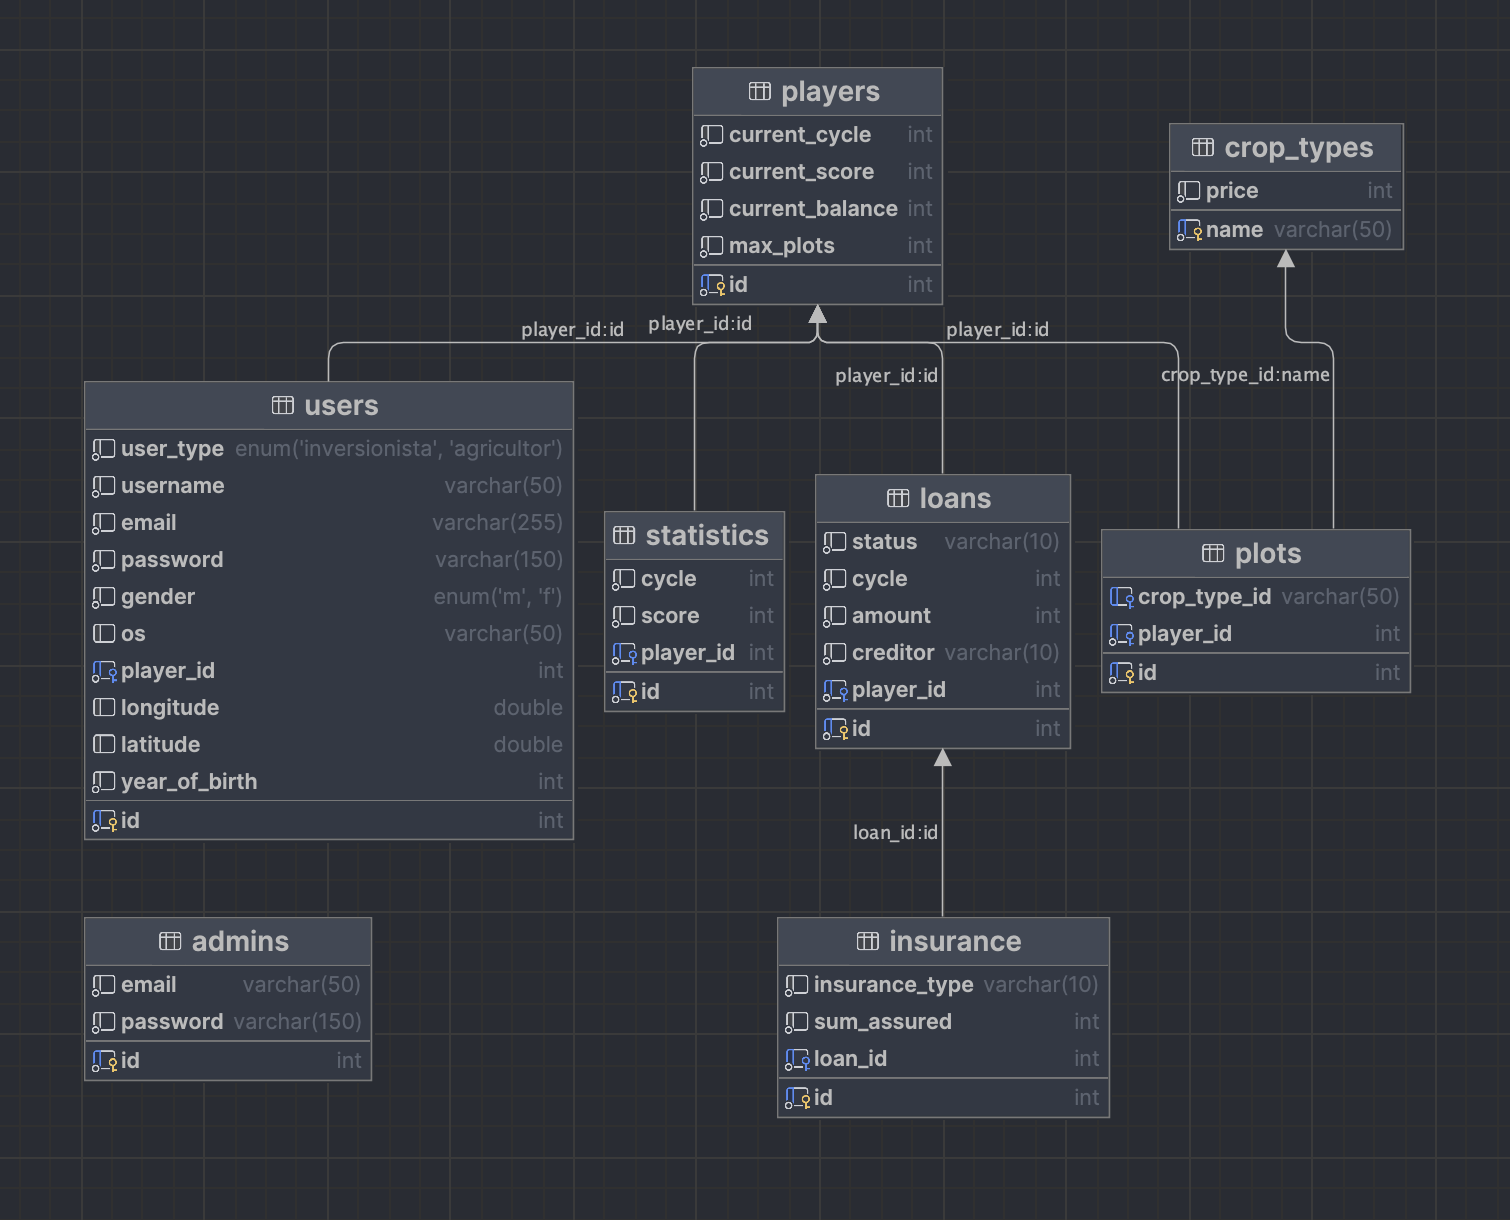 players
current_cycle int
current_score int
current_balance int
max_plots int
id int
crop_types
price int
name varchar(50)
player_id:id
player_id:id
player_id:id
player_id:id
crop_type_id:name
users
user_type enum('inversionista', 'agricultor')
username varchar(50)
email varchar(255)
password varchar(150)
gender enum('m', 'f')
os varchar(50)
player_id int
longitude double
latitude double
year_of_birth int
id int
statistics
cycle int
score int
player_id int
id int
loans
status varchar(10)
cycle int
amount int
creditor varchar(10)
player_id int
id int
plots
crop_type_id varchar(50)
player_id int
id int
loan_id:id
admins
email varchar(50)
password varchar(150)
id int
insurance
insurance_type varchar(10)
sum_assured int
loan_id int
id int